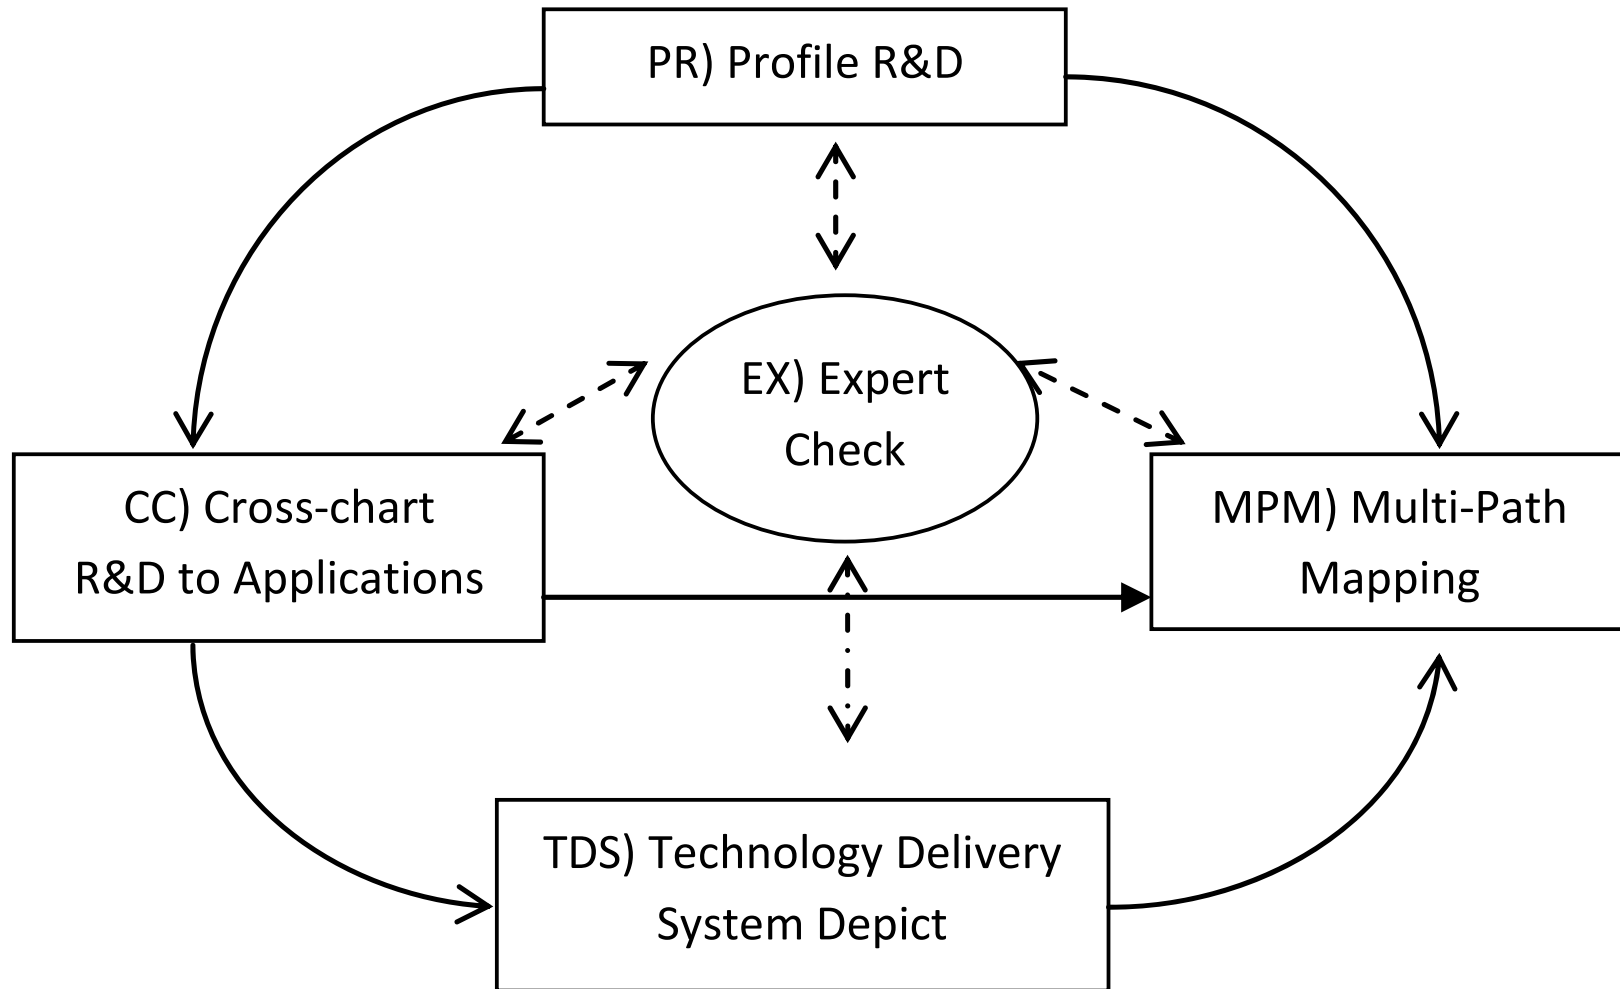 PR) Profile R&D
EX) Expert
Check
CC) Cross-chart
R&D to Applications
MPM) Multi-Path
Mapping
TDS) Technology Delivery
System Depict